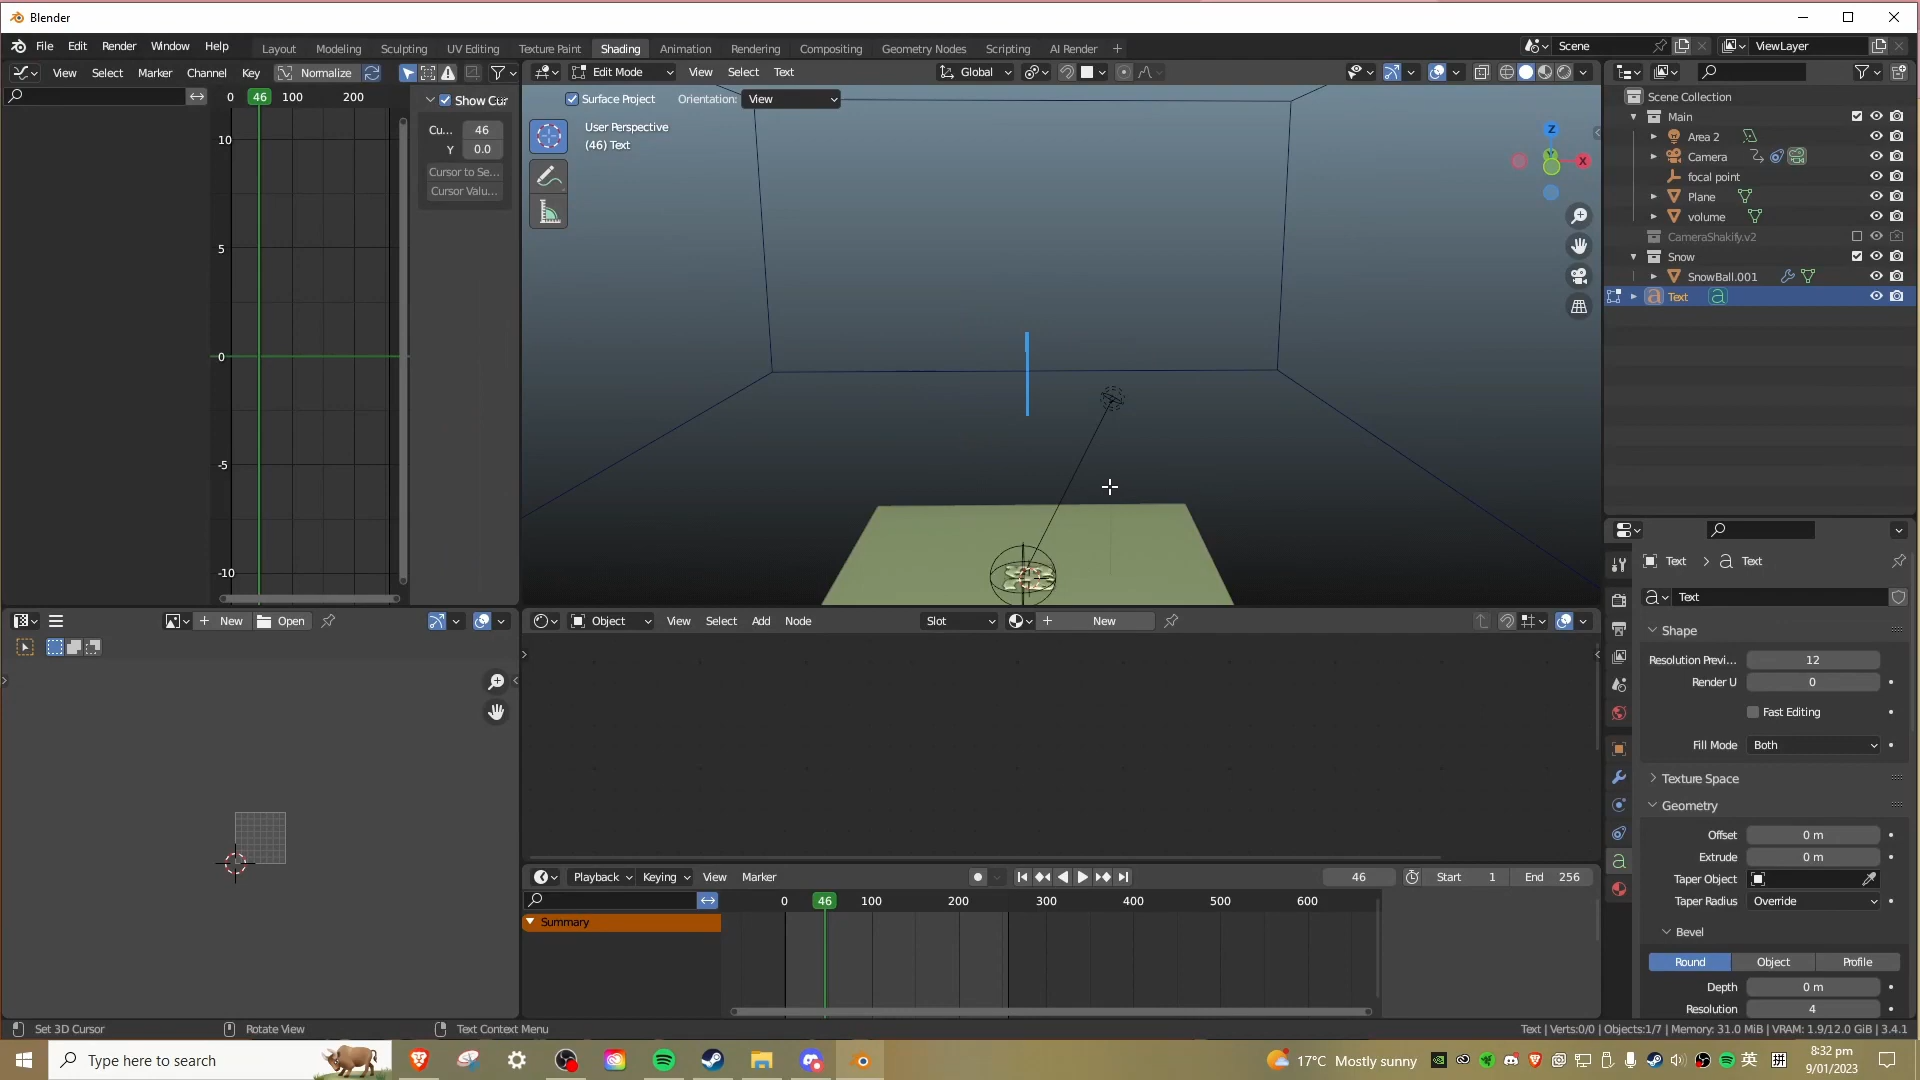 Blender
File Edit Render Window Help
Layout Modeling Sculpting UV Editing Texture Paint Shading Animation Rendering Compositing Geometry Nodes Scripting AI Render +
Scene
ViewLayer
View Select Marker Channel Key Normalize
Edit Mode View Select Text
Global
0 46 100 200
Show Cur
Cu... 46
Y 0.0
Cursor to Se...
Cursor Valu...
10
5
0
-5
-10
Surface Project Orientation: View
User Perspective
(46) Text
Z
Y
X
Scene Collection
Main
Area 2
Camera
focal point
Plane
volume
CameraShakify.v2
Snow
SnowBall.001
Text
Text > Text
Text
Shape
Resolution Previ... 12
Render U 0
Fast Editing
Fill Mode Both
Texture Space
Geometry
Offset 0 m
Extrude 0 m
Taper Object
Taper Radius Override
Bevel
Round Object Profile
Depth 0 m
Resolution 4
New Open
Object View Select Add Node Slot New
Playback Keying View Marker
46 Start 1 End 256
0 46 100 200 300 400 500 600
Summary
Set 3D Cursor Rotate View Text Context Menu
Text | Verts:0/0 | Objects:1/7 | Memory: 31.0 MiB | VRAM: 1.9/12.0 GiB | 3.4.1
Type here to search
17°C Mostly sunny
英
拼
8:32 pm
9/01/2023